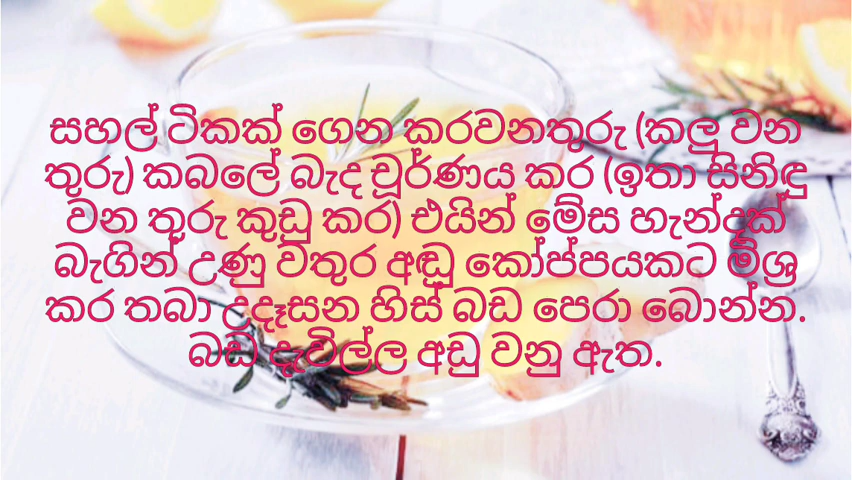 සහල් ටිකක් ගෙන කරවනතුරු (කලු වන
තුරු) කබලේ බැද චූර්ණය කර (ඉතා සිනිඳු
වන තුරු කුඩු කර) එයින් මේස හැන්දක්
බැගින් උණු වතුර අඬු කෝප්පයකට මිශ්‍ර
කර තබා උදෑසන හිස් බඩ පෙරා බොන්න.
බඩ දැවිල්ල අඩු වනු ඇත.